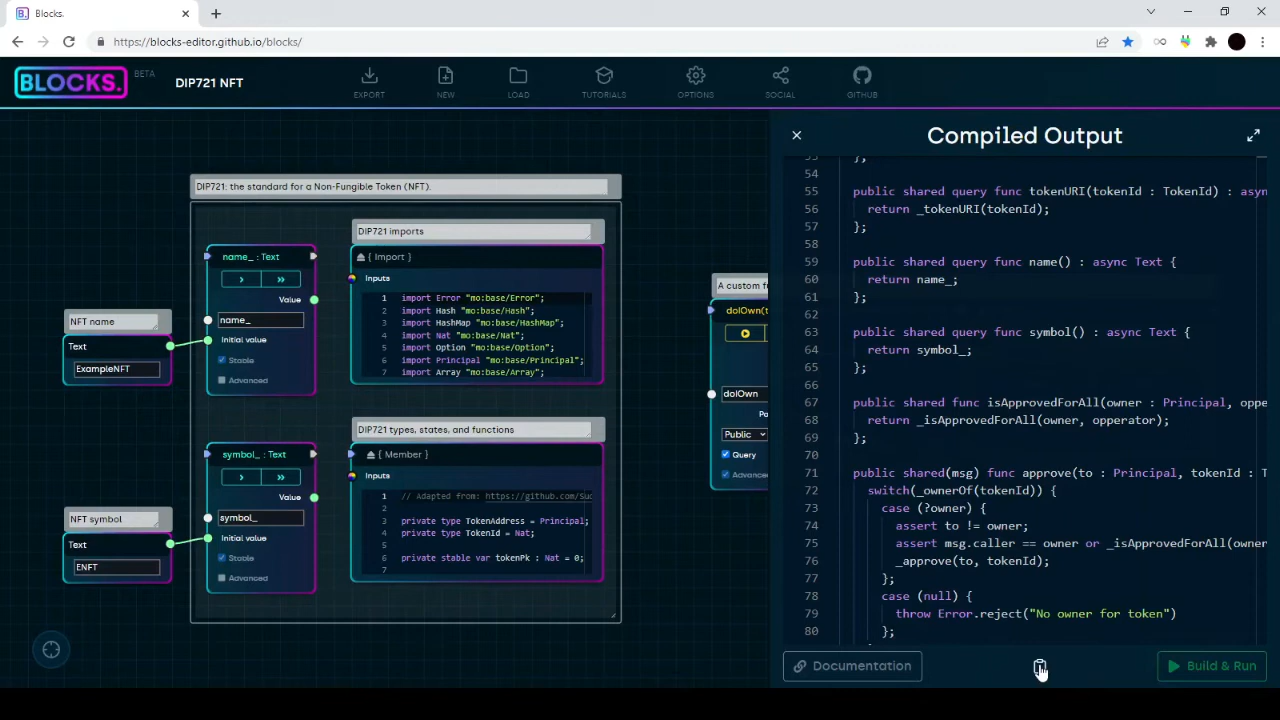 Blocks.
https://blocks-editor.github.io/blocks/
BLOCKS.
BETA
DIP721 NFT
EXPORT
NEW
LOAD
TUTORIALS
OPTIONS
SOCIAL
GITHUB
DIP721: the standard for a Non-Fungible Token (NFT).
NFT name
Text
ExampleNFT
name_ : Text
Value
name_
Initial value
Stable
Advanced
DIP721 imports
{ Import }
Inputs
1 import Error "mo:base/Error";
2 import Hash "mo:base/Hash";
3 import HashMap "mo:base/HashMap";
4 import Nat "mo:base/Nat";
5 import Option "mo:base/Option";
6 import Principal "mo:base/Principal";
7 import Array "mo:base/Array";
NFT symbol
Text
ENFT
symbol_ : Text
Value
symbol_
Initial value
Stable
Advanced
DIP721 types, states, and functions
{ Member }
Inputs
1 // Adapted from: https://github.com/Sud
2
3 private type TokenAddress = Principal;
4 private type TokenId = Nat;
5
6 private stable var tokenPk : Nat = 0;
7
A custom fu
doIOwn(t
doIOwn
Public
Query
Advance
Compiled Output
53 };
54
55 public shared query func tokenURI(tokenId : TokenId) : asyn
56 return _tokenURI(tokenId);
57 };
58
59 public shared query func name() : async Text {
60 return name_;
61 };
62
63 public shared query func symbol() : async Text {
64 return symbol_;
65 };
66
67 public shared func isApprovedForAll(owner : Principal, oppe
68 return _isApprovedForAll(owner, opperator);
69 };
70
71 public shared(msg) func approve(to : Principal, tokenId : T
72 switch(_ownerOf(tokenId)) {
73 case (?owner) {
74 assert to != owner;
75 assert msg.caller == owner or _isApprovedForAll(owner
76 _approve(to, tokenId);
77 };
78 case (null) {
79 throw Error.reject("No owner for token")
80 };
Documentation
Build & Run